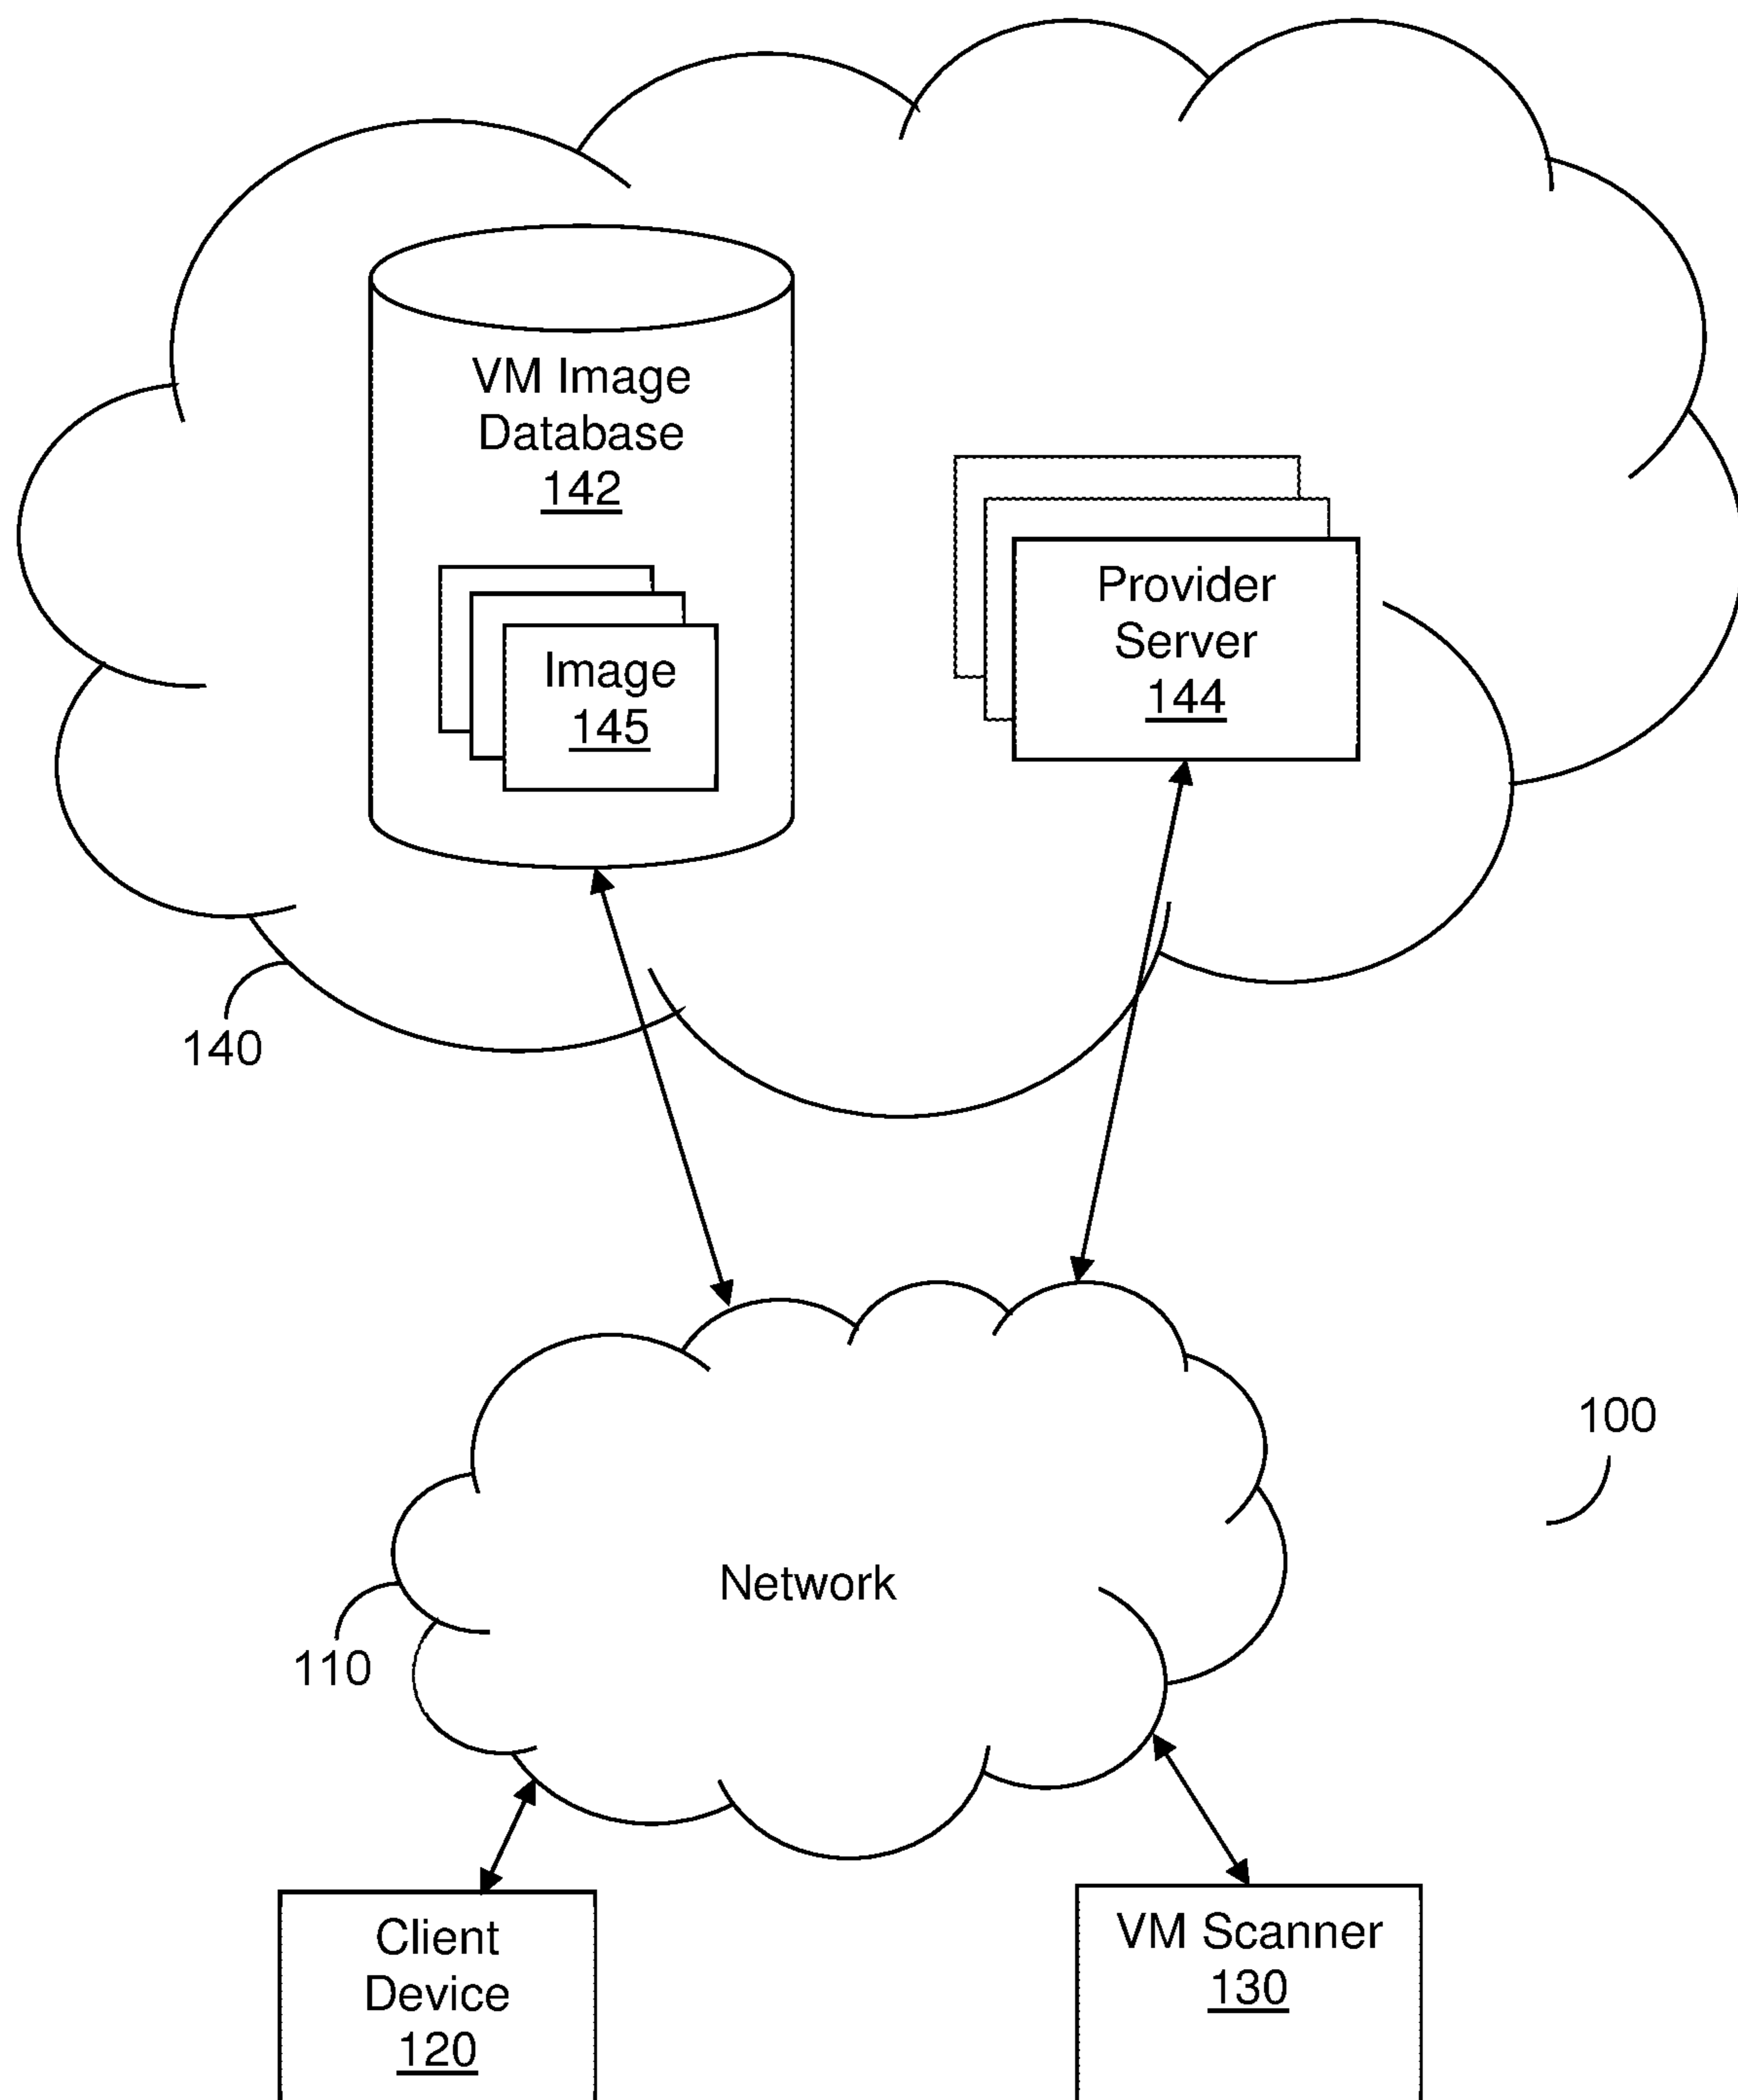 VM Image
Database
142
Image
145
Provider
Server
144
140
100
Network
110
Client
Device
120
VM Scanner
130